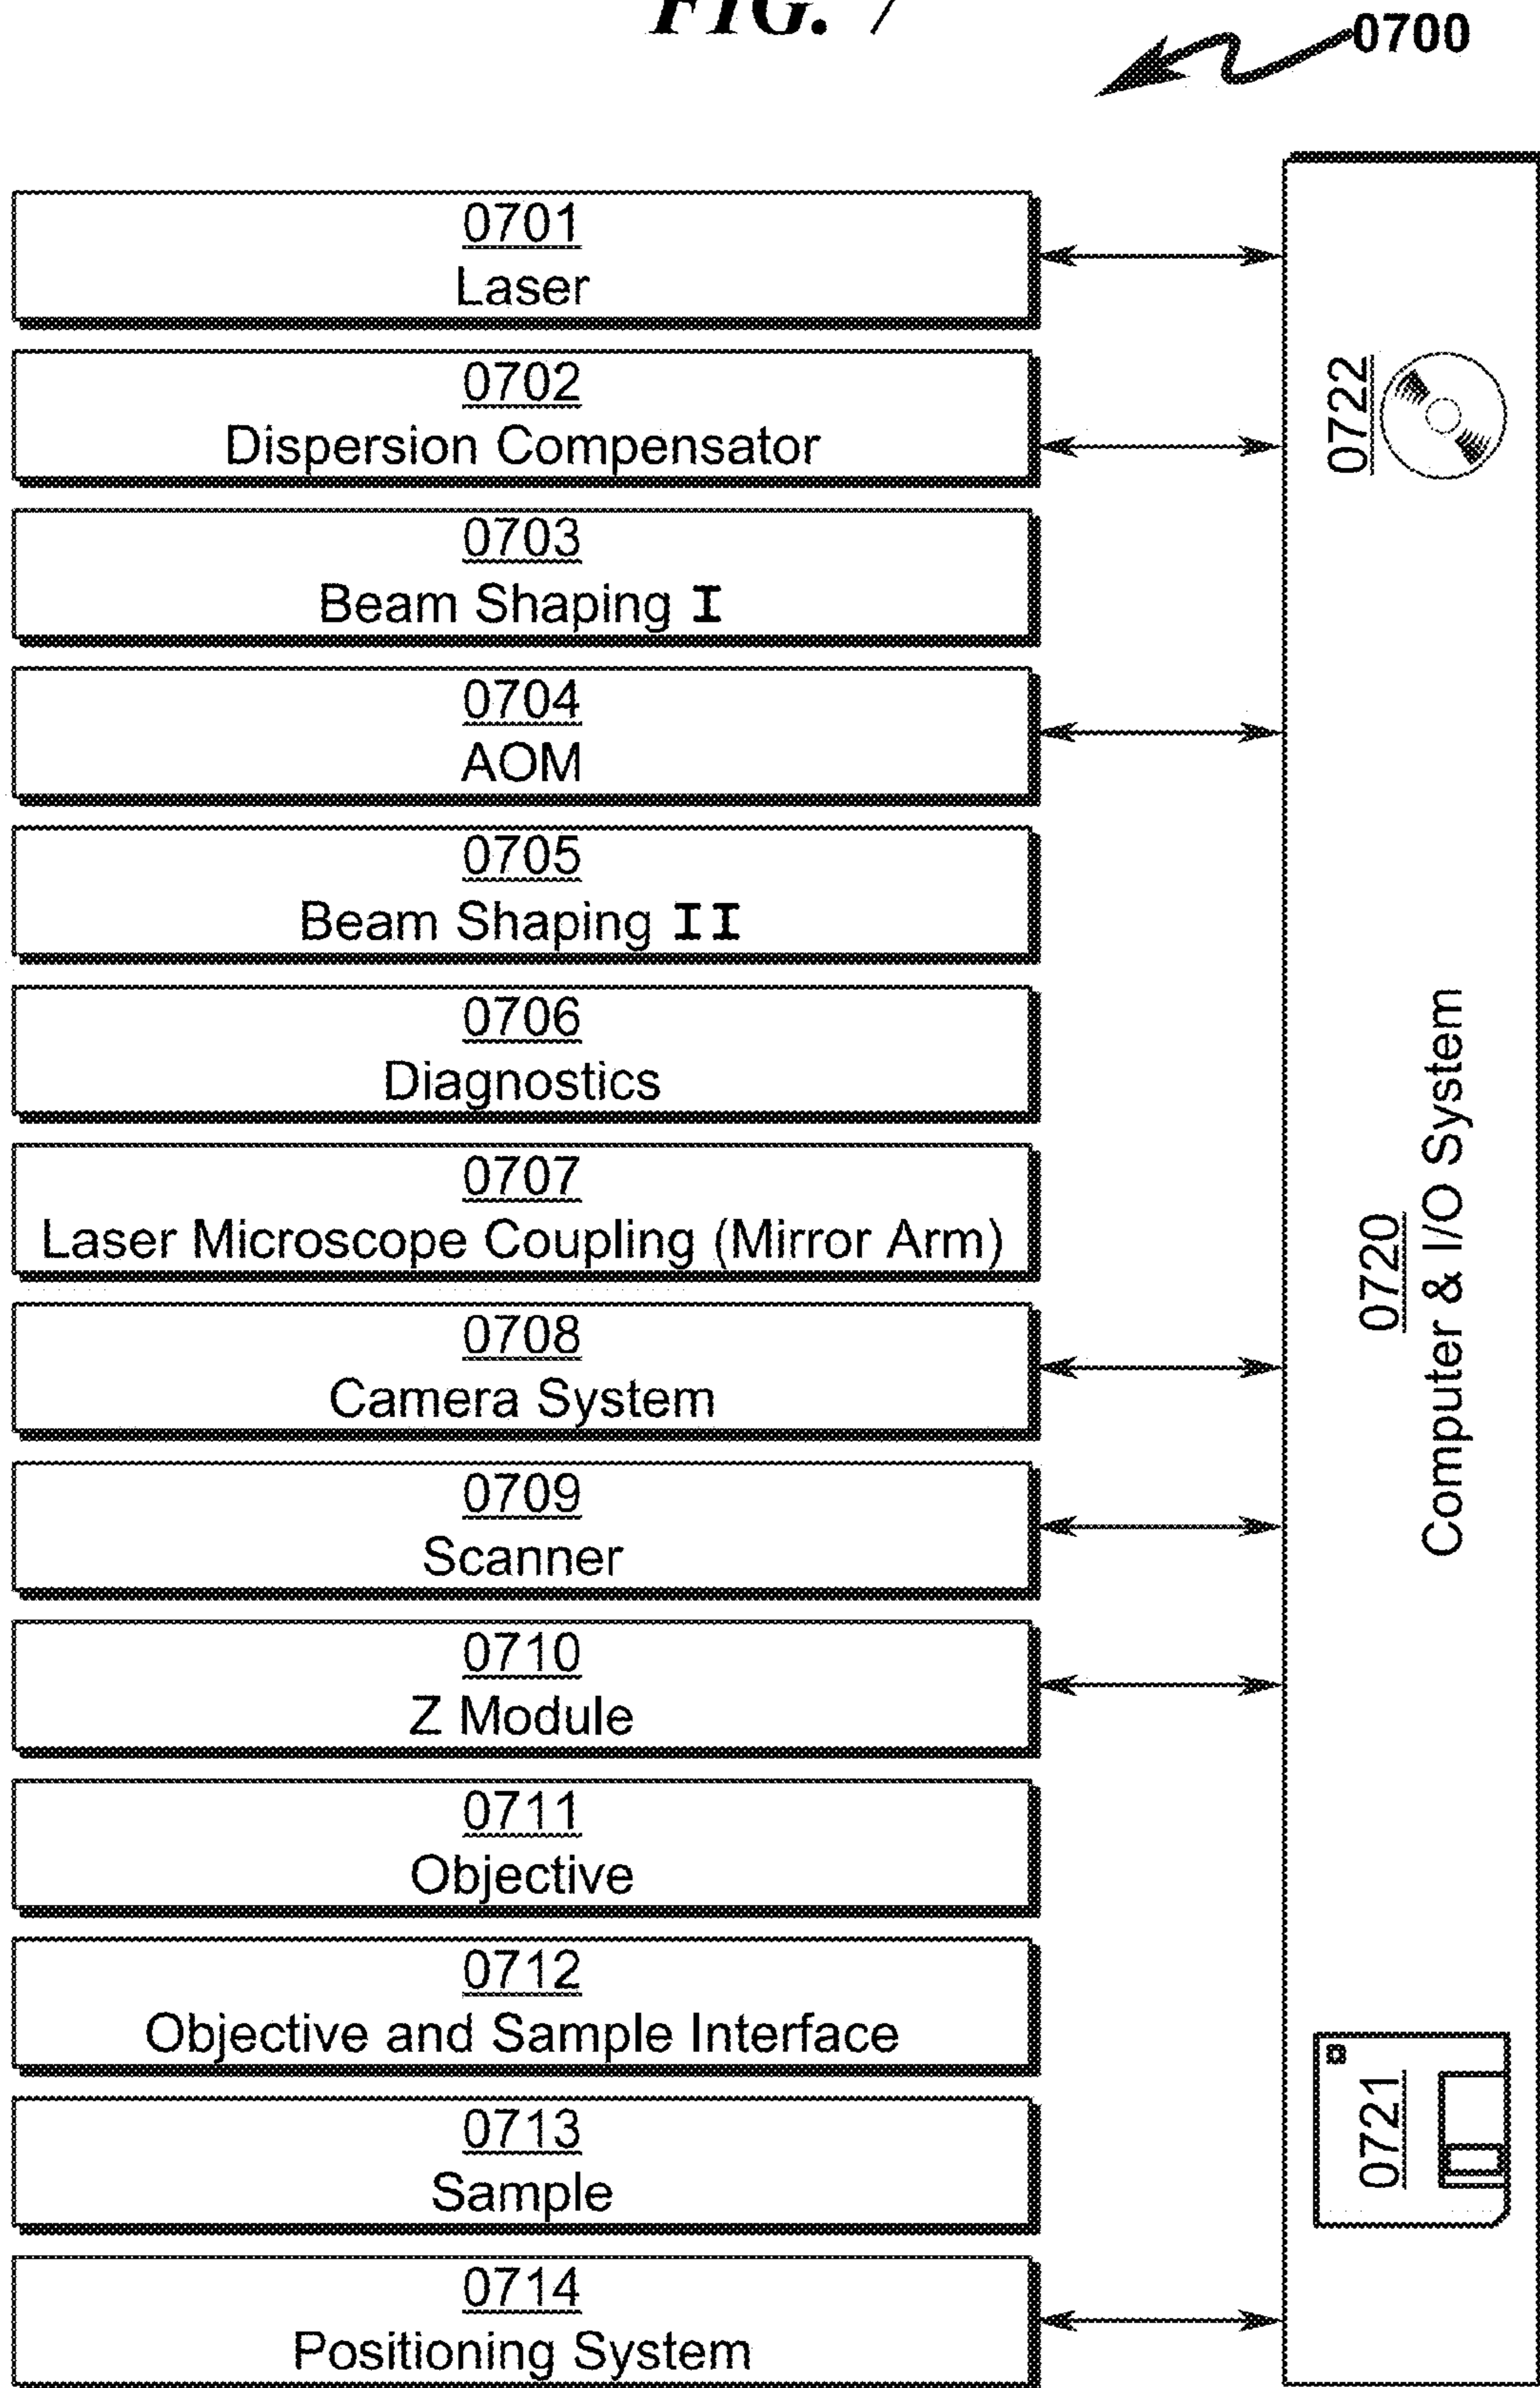 FIG. 7
0700
0701
Laser
0702
Dispersion Compensator
0703
Beam Shaping I
0704
AOM
0705
Beam Shaping II
0706
Diagnostics
0707
Laser Microscope Coupling (Mirror Arm)
0708
Camera System
0709
Scanner
0710
Z Module
0711
Objective
0712
Objective and Sample Interface
0713
Sample
0714
Positioning System
0722
0720
Computer & I/O System
0721